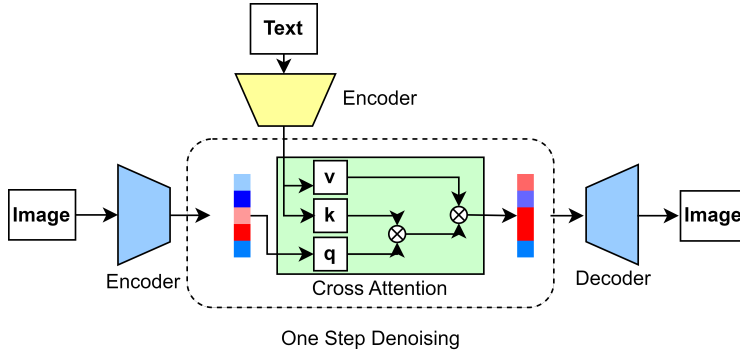 Text
Encoder
v
Image
k
Image
q
Encoder
Cross Attention
Decoder
One Step Denoising